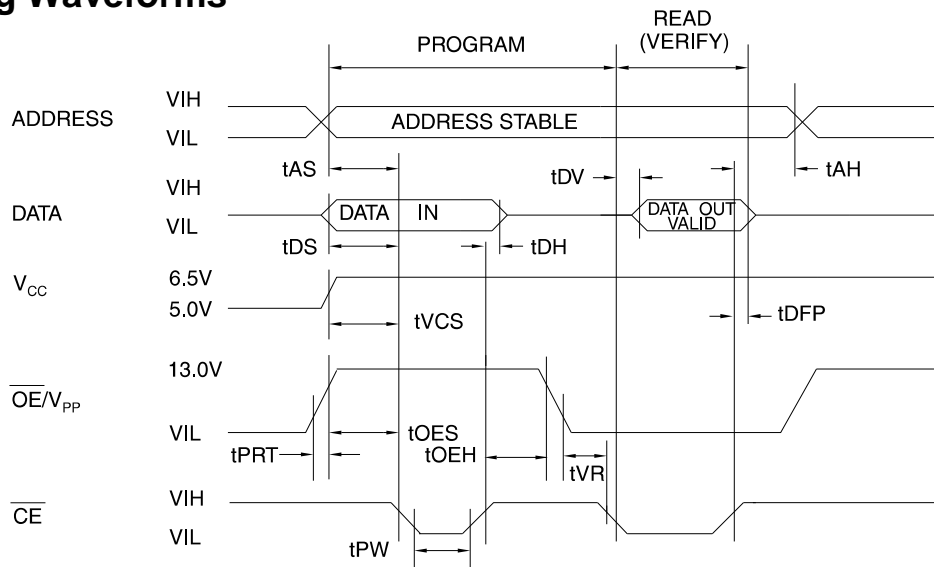 g Waveforms
READ
(VERIFY)
PROGRAM
ADDRESS
VIH
VIL
ADDRESS STABLE
tAS
tDV
tAH
DATA
VIH
VIL
DATA IN
DATA OUT
VALID
tDS
tDH
VCC
6.5V
5.0V
tVCS
tDFP
OE/VPP
13.0V
VIL
tPRT
tOES
tOEH
tVR
CE
VIH
VIL
tPW